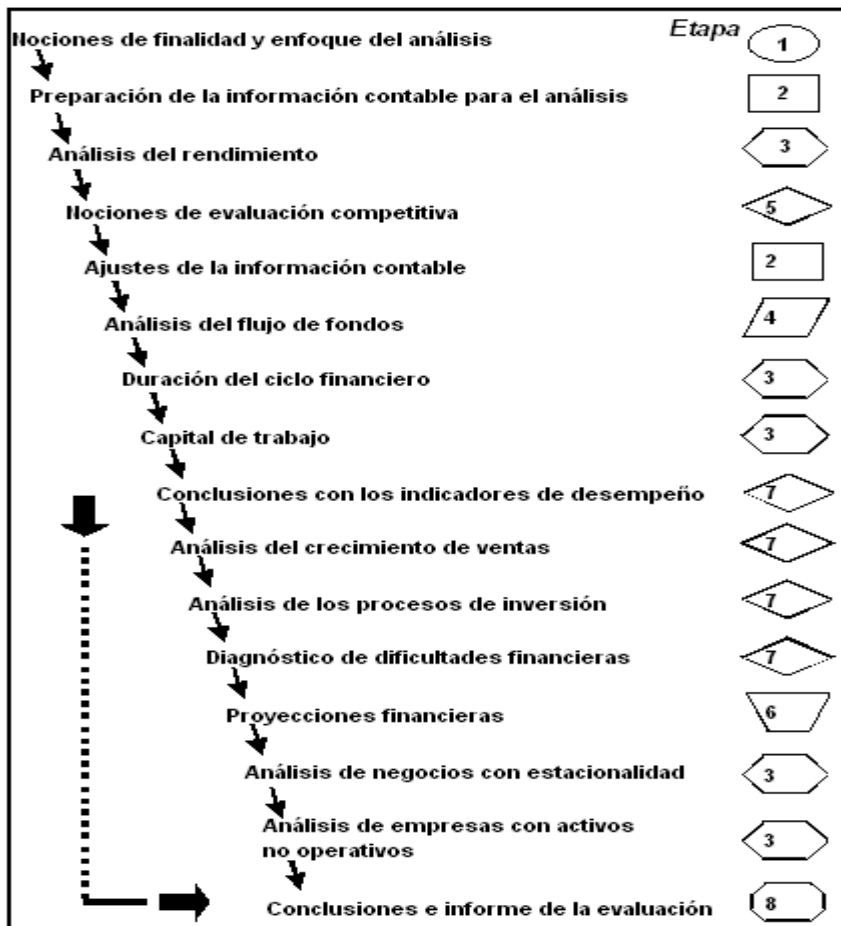 Etapa
Nociones de finalidad y enfoque del análisis 1
Preparación de la información contable para el análisis 2
Análisis del rendimiento 3
Nociones de evaluación competitiva 5
Ajustes de la información contable 2
Análisis del flujo de fondos 4
Duración del ciclo financiero 3
Capital de trabajo 3
Conclusiones con los indicadores de desempeño 7
Análisis del crecimiento de ventas 7
Análisis de los procesos de inversión 7
Diagnóstico de dificultades financieras 7
Proyecciones financieras 6
Análisis de negocios con estacionalidad 3
Análisis de empresas con activos
no operativos 3
Conclusiones e informe de la evaluación 8